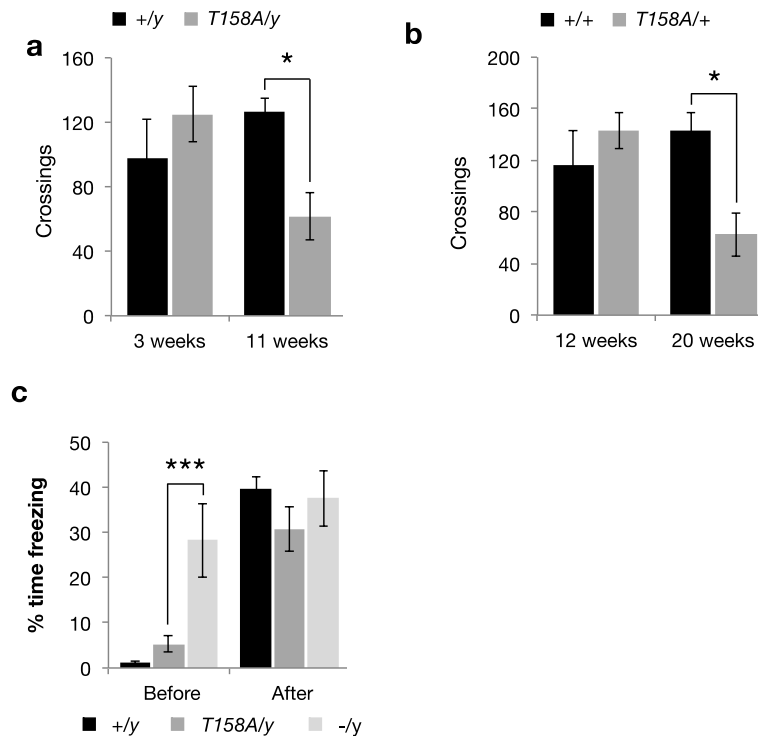 +/y T158A/y
a
160
*
120
Crossings
80
40
0
3 weeks 11 weeks
+/+ T158A/+
b
200
160
*
120
Crossings
80
40
0
12 weeks 20 weeks
c
50
***
40
% time freezing
30
20
10
0
Before After
+/y T158A/y -/y